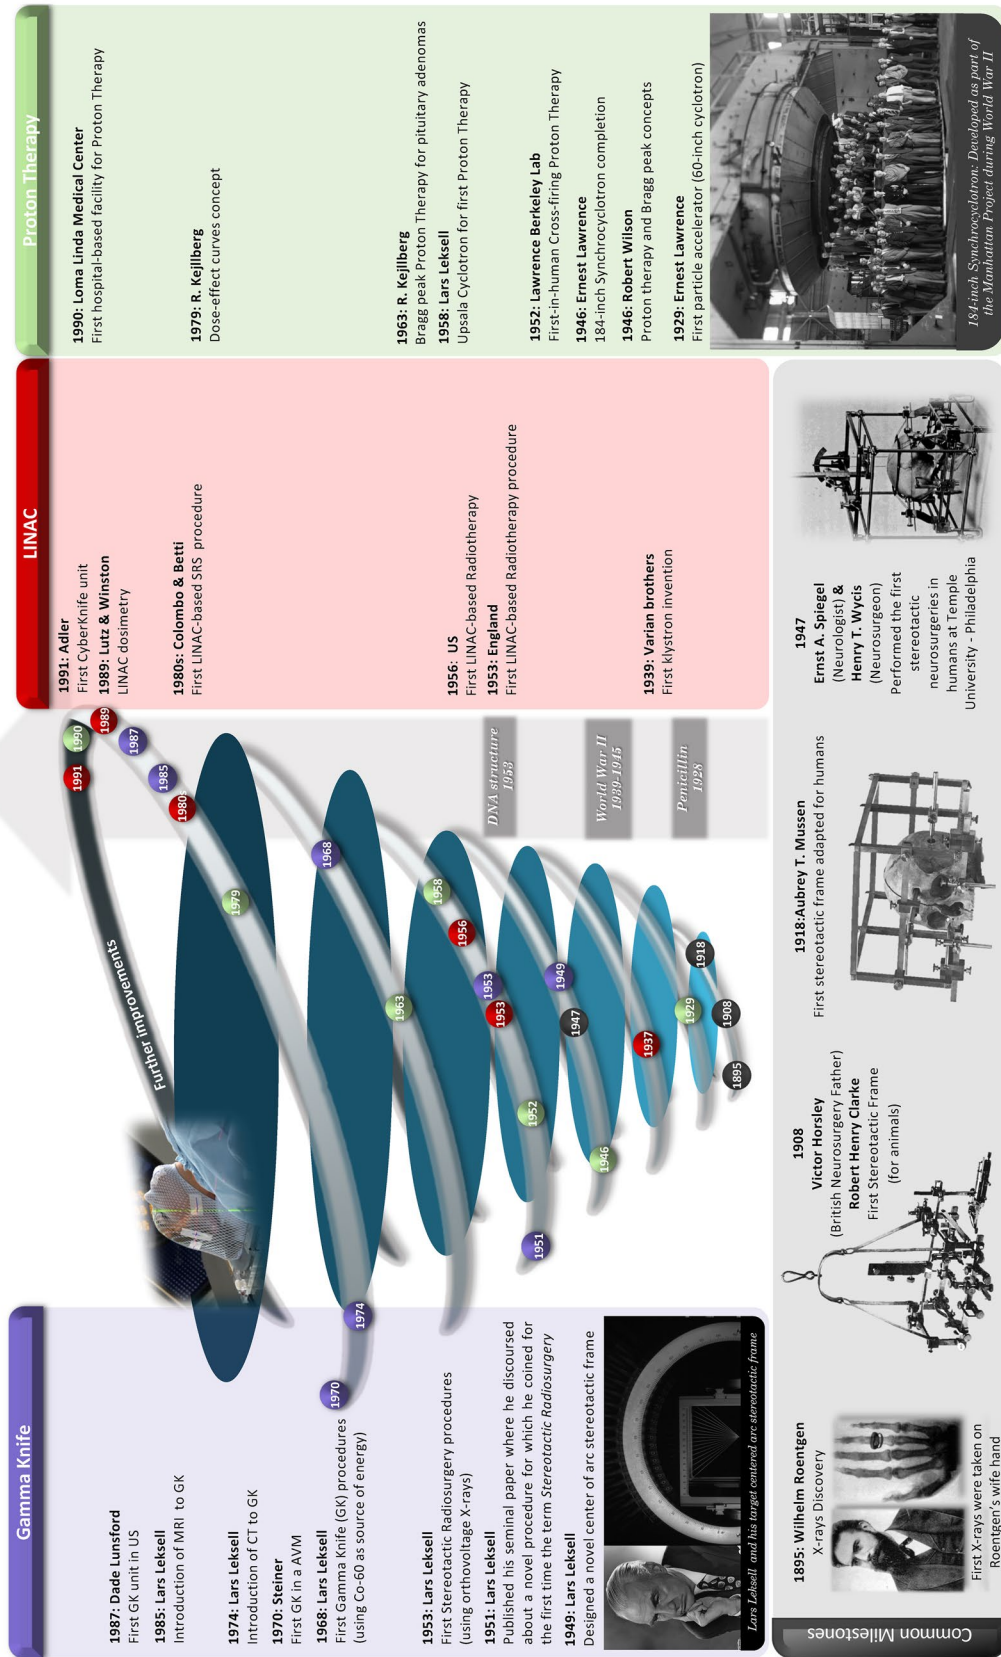 Gamma Knife
1987: Dade Lunsford
First GK unit in US
1985: Lars Leksell
Introduction of MRI to GK
1974: Lars Leksell
Introduction of CT to GK
1970: Steiner
First GK in a AVM
1968: Lars Leksell
First Gamma Knife (GK) procedures
(using Co-60 as source of energy)
1953: Lars Leksell
First Stereotactic Radiosurgery procedures
(using orthovoltage X-rays)
1951: Lars Leksell
Published his seminal paper where he discoursed
about a novel procedure for which he coined for
the first time the term Stereotactic Radiosurgery
1949: Lars Leksell
Designed a novel center of arc stereotactic frame
Lars Leksell and his target centered arc stereotactic frame
Further improvements
1991
1990
1989
1987
1985
1980s
1979
1974
1970
1968
1963
1958
1956
1953
1953
1952
1951
1949
1947
1946
1937
1929
1918
1908
1895
DNA structure
1953
World War II
1939-1945
Penicillin
1928
LINAC
1991: Adler
First CyberKnife unit
1989: Lutz & Winston
LINAC dosimetry
1980s: Colombo & Betti
First LINAC-based SRS procedure
1956: US
First LINAC-based Radiotherapy
1953: England
First LINAC-based Radiotherapy procedure
1939: Varian brothers
First klystron invention
Proton Therapy
1990: Loma Linda Medical Center
First hospital-based facility for Proton Therapy
1979: R. Kejllberg
Dose-effect curves concept
1963: R. Kejllberg
Bragg peak Proton Therapy for pituitary adenomas
1958: Lars Leksell
Upsala Cyclotron for first Proton Therapy
1952: Lawrence Berkeley Lab
First-in-human Cross-firing Proton Therapy
1946: Ernest Lawrence
184-inch Synchrocyclotron completion
1946: Robert Wilson
Proton therapy and Bragg peak concepts
1929: Ernest Lawrence
First particle accelerator (60-inch cyclotron)
184-inch Synchrocyclotron: Developed as part of
the Manhattan Project during World War II
Common Milestones
1895: Wilhelm Roentgen
X-rays Discovery
First X-rays were taken on
Roentgen's wife hand
1908
Victor Horsley
(British Neurosurgery Father)
Robert Henry Clarke
First Stereotactic Frame
(for animals)
1918:Aubrey T. Mussen
First stereotactic frame adapted for humans
1947
Ernst A. Spiegel
(Neurologist) &
Henry T. Wycis
(Neurosurgeon)
Performed the first
stereotactic
neurosurgeries in
humans at Temple
University - Philadelphia